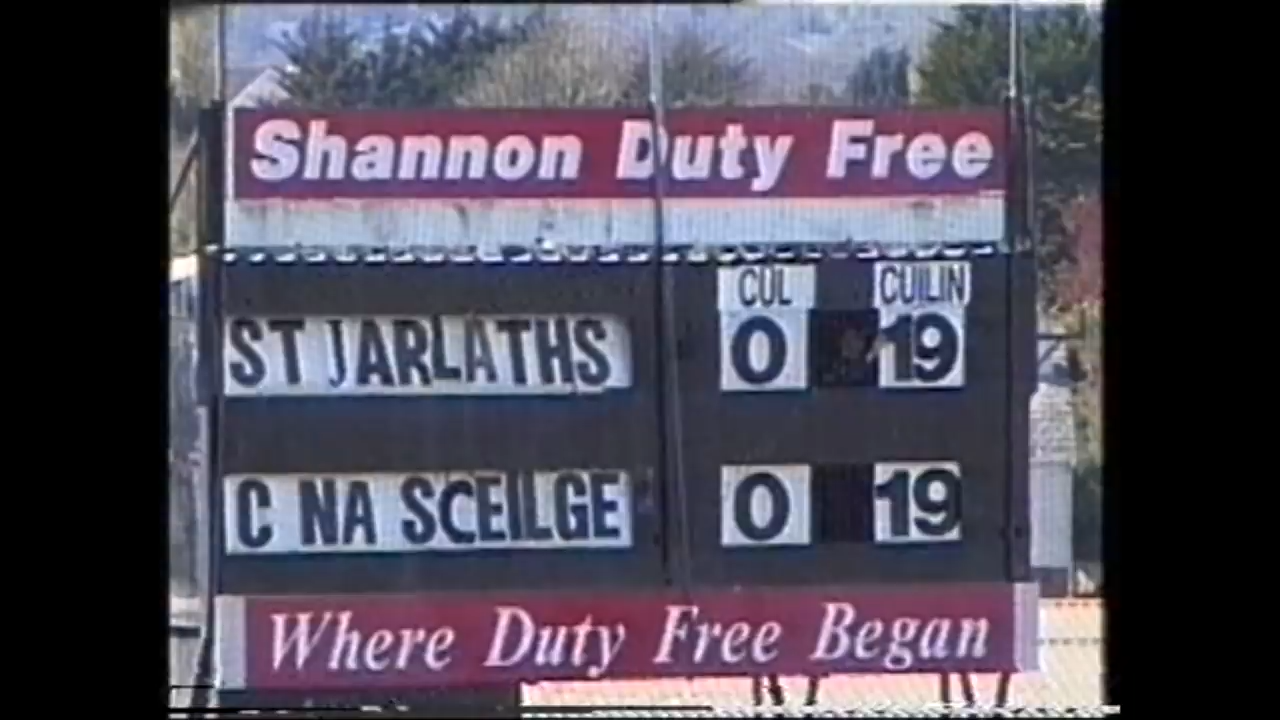 Shannon Duty Free
CUL CUILIN
ST JARLATHS 0 19
C NA SCEILGE 0 19
Where Duty Free Began